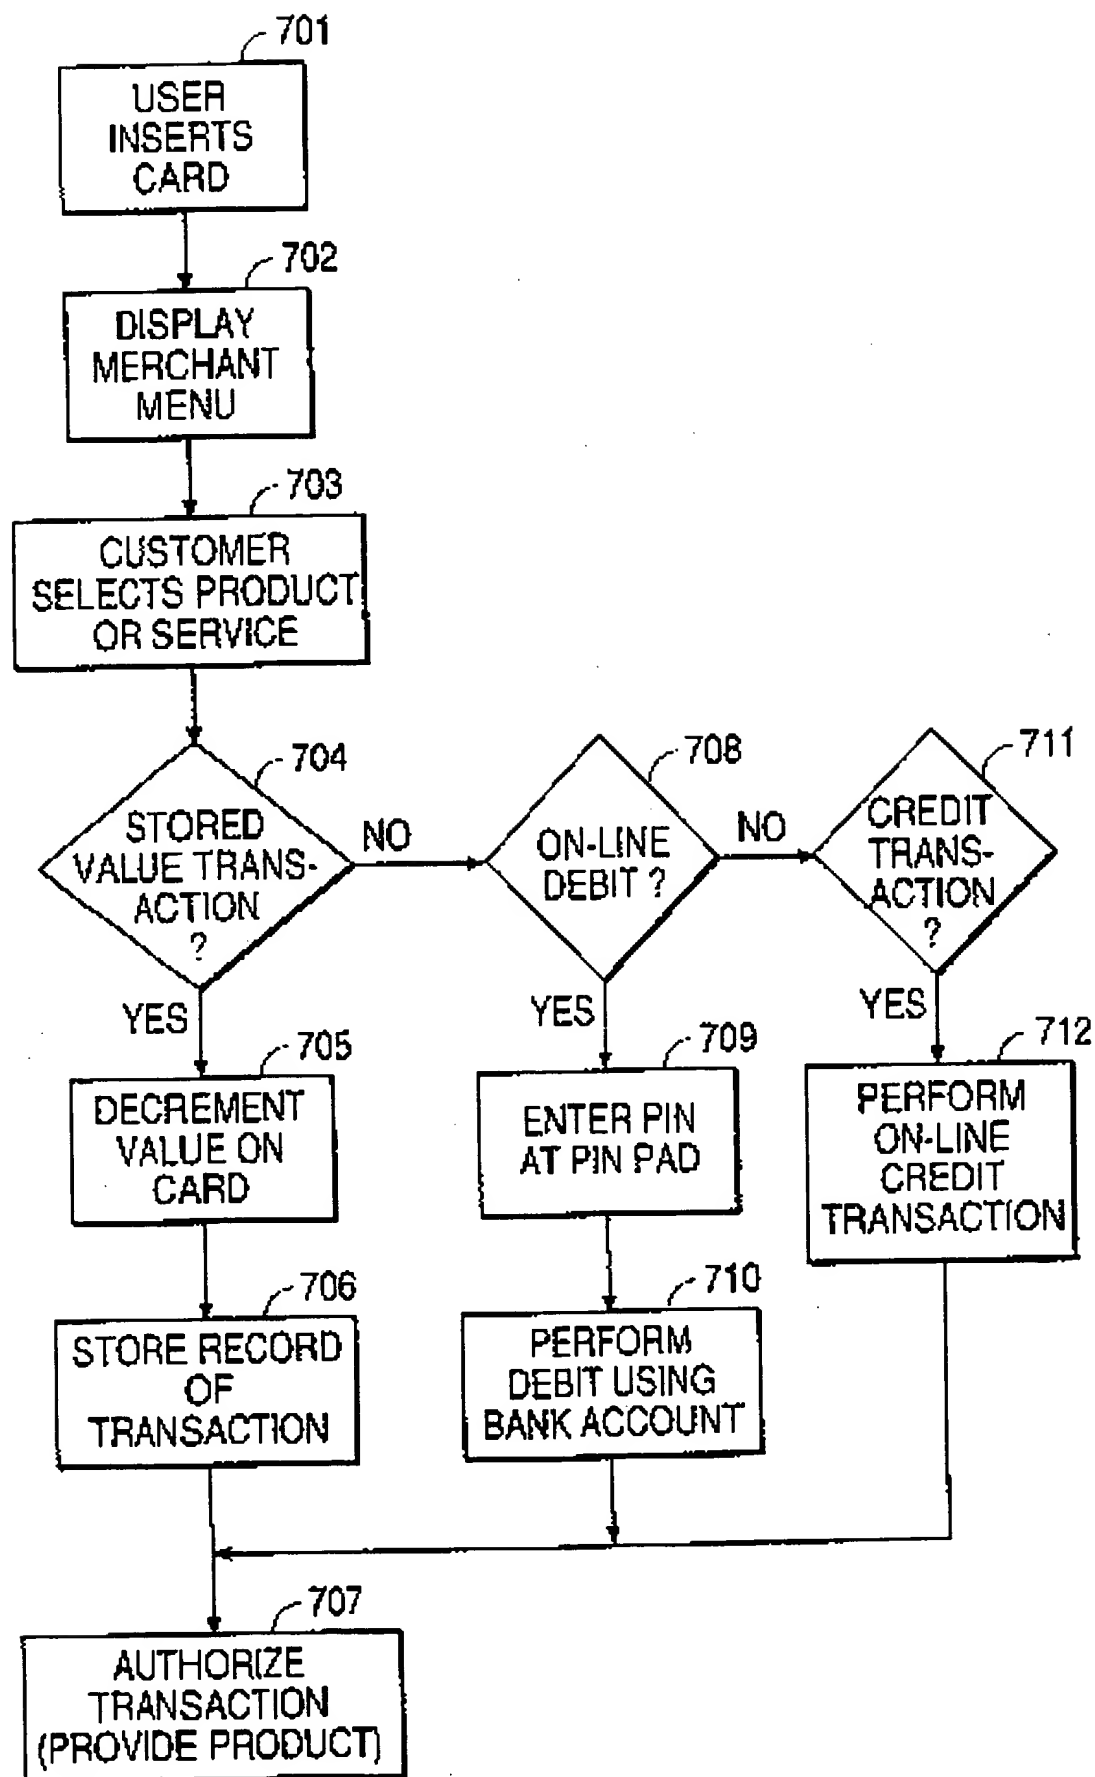 701
USER
INSERTS
CARD
702
DISPLAY
MERCHANT
MENU
703
CUSTOMER
SELECTS PRODUCT
OR SERVICE
704
STORED
VALUE TRANS-
ACTION
?
NO
708
ON-LINE
DEBIT ?
NO
711
CREDIT
TRANS-
ACTION
?
YES
705
DECREMENT
VALUE ON
CARD
706
STORE RECORD
OF
TRANSACTION
YES
709
ENTER PIN
AT PIN PAD
710
PERFORM
DEBIT USING
BANK ACCOUNT
YES
712
PERFORM
ON-LINE
CREDIT
TRANSACTION
707
AUTHORIZE
TRANSACTION
(PROVIDE PRODUCT)